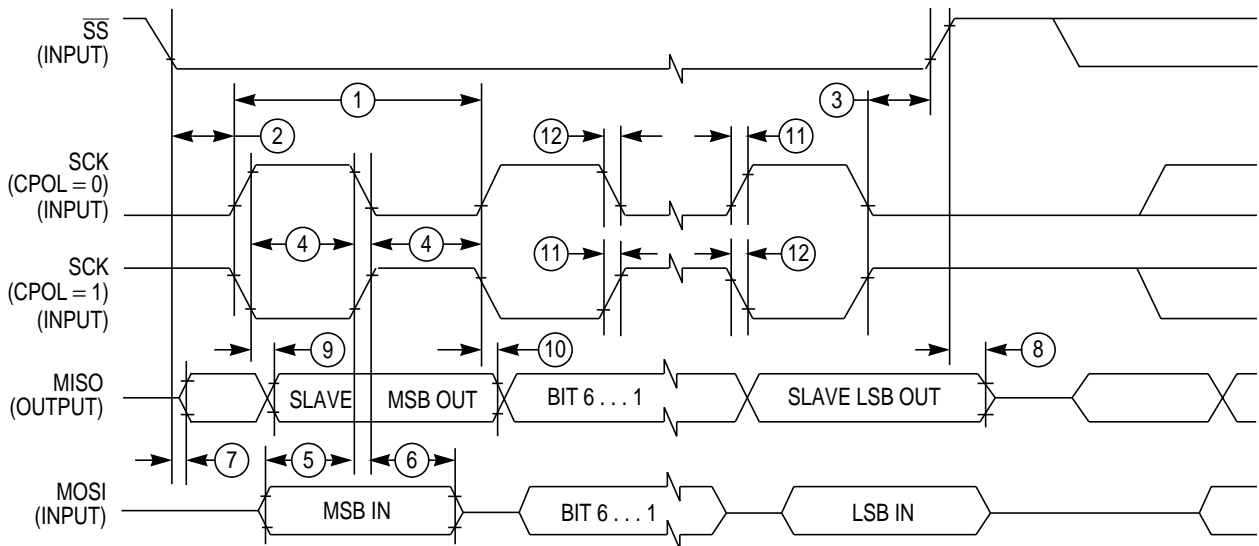 SS
(INPUT)
1
3
2
12
11
SCK
(CPOL = 0)
(INPUT)
4
4
11
12
SCK
(CPOL = 1)
(INPUT)
9
10
8
MISO
(OUTPUT)
SLAVE
MSB OUT
BIT 6 . . . 1
SLAVE LSB OUT
7
5
6
MOSI
(INPUT)
MSB IN
BIT 6 . . . 1
LSB IN